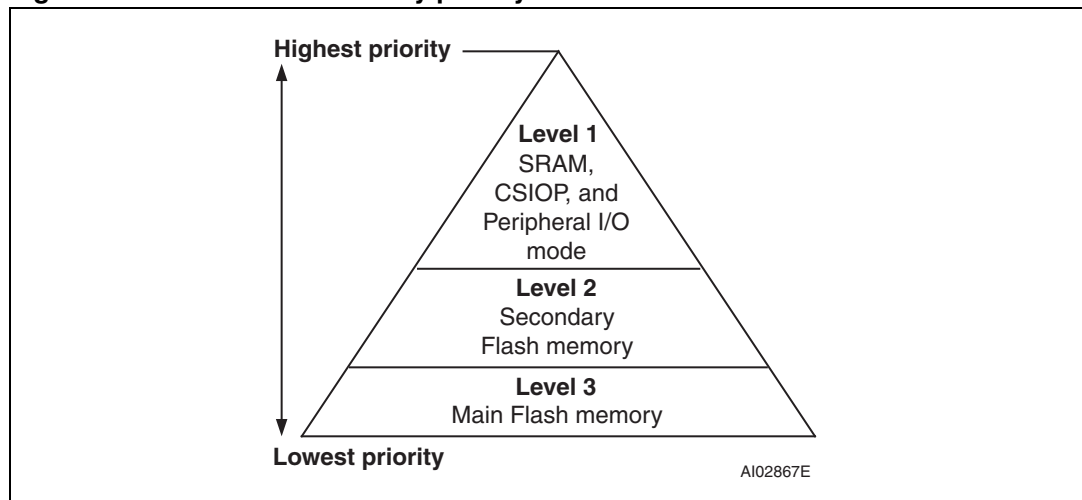 Highest priority
Level 1
SRAM,
CSIOP, and
Peripheral I/O
mode
Level 2
Secondary
Flash memory
Level 3
Main Flash memory
Lowest priority
AI02867E